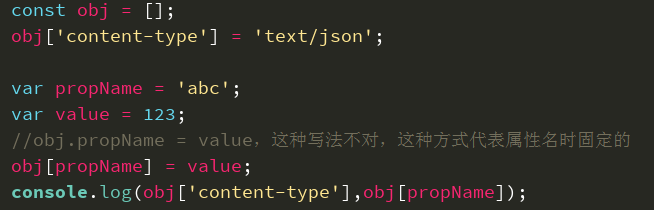 const obj = [];
obj['content-type'] = 'text/json';
var propName = 'abc';
var value = 123;
//obj.propName = value，这种写法不对，这种方式代表属性名时固定的
obj[propName] = value;
console.log(obj['content-type'],obj[propName]);